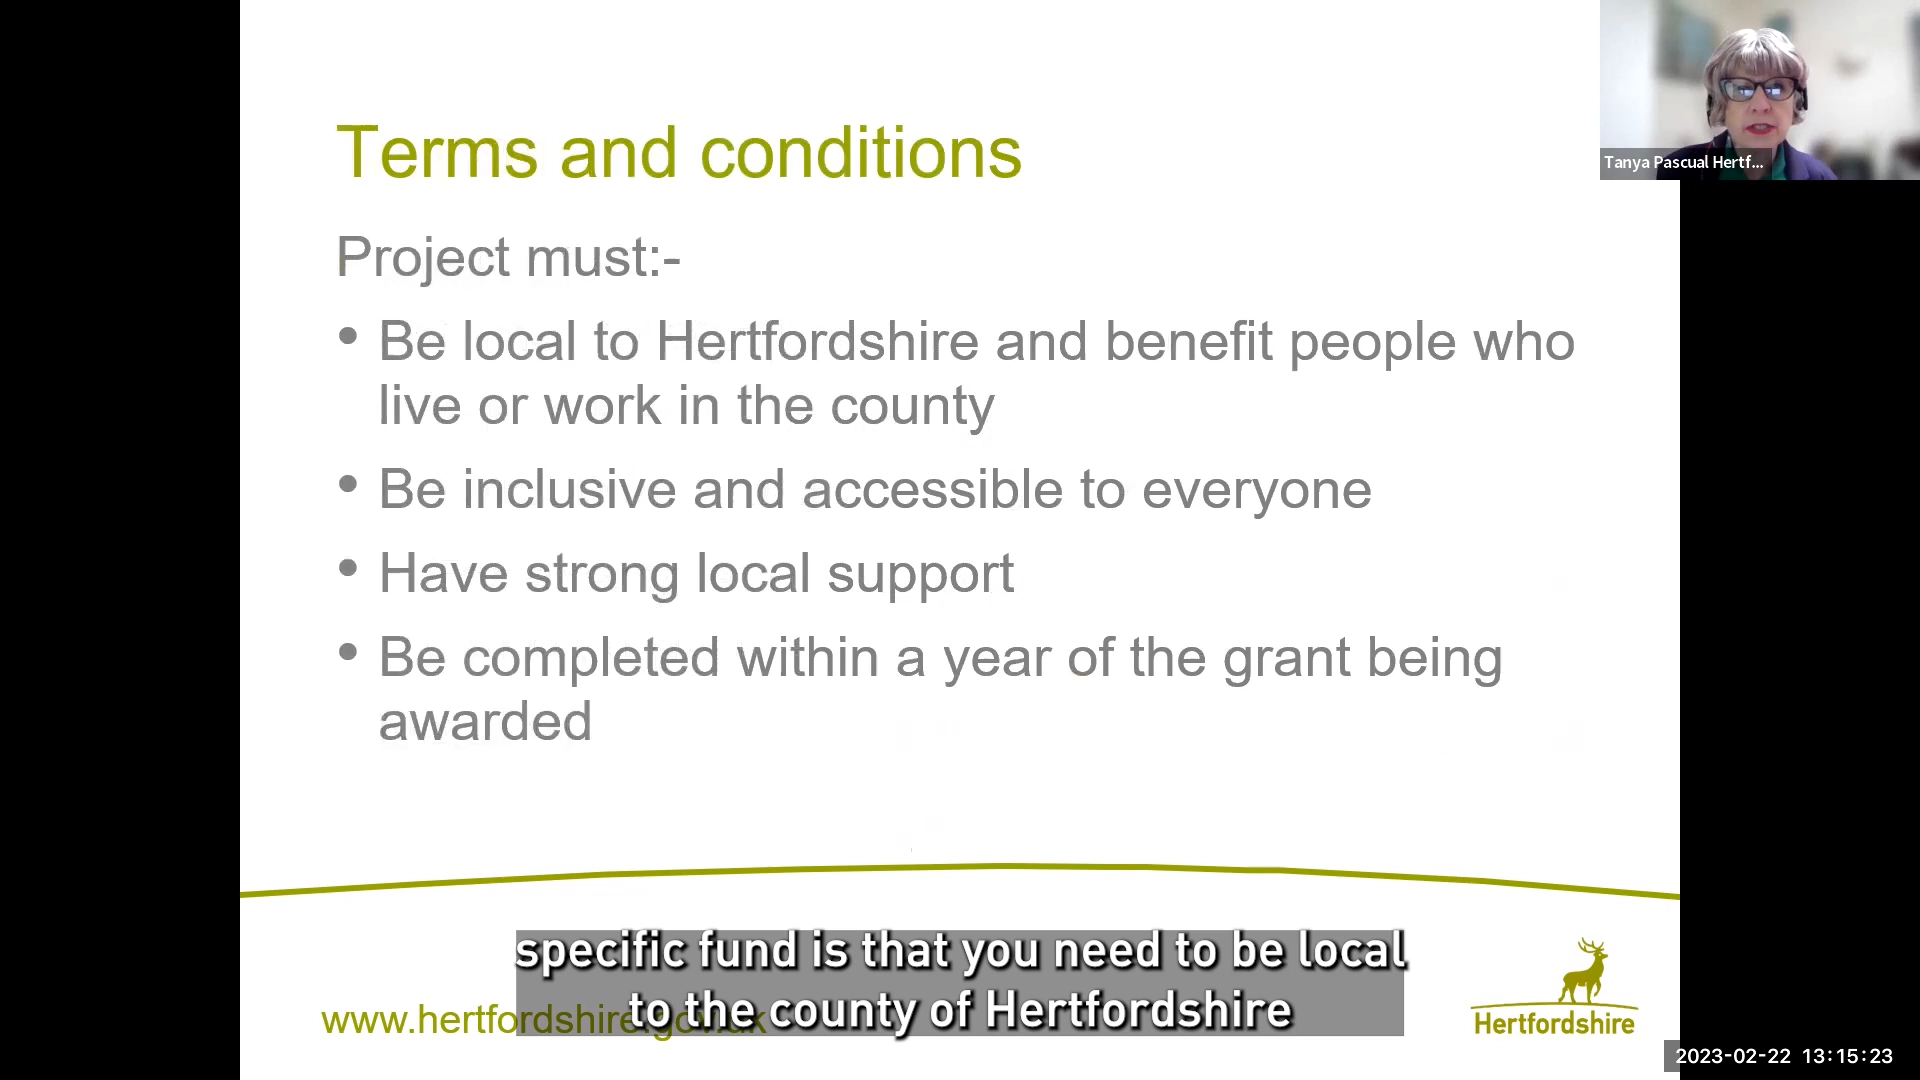 Terms and conditions
Tanya Pascual Hertf...
Project must:-
• Be local to Hertfordshire and benefit people who
live or work in the county
• Be inclusive and accessible to everyone
• Have strong local support
• Be completed within a year of the grant being
awarded
specific fund is that you need to be local
to the county of Hertfordshire
www.hertfordshire.gov.uk
Hertfordshire
2023-02-22 13:15:23